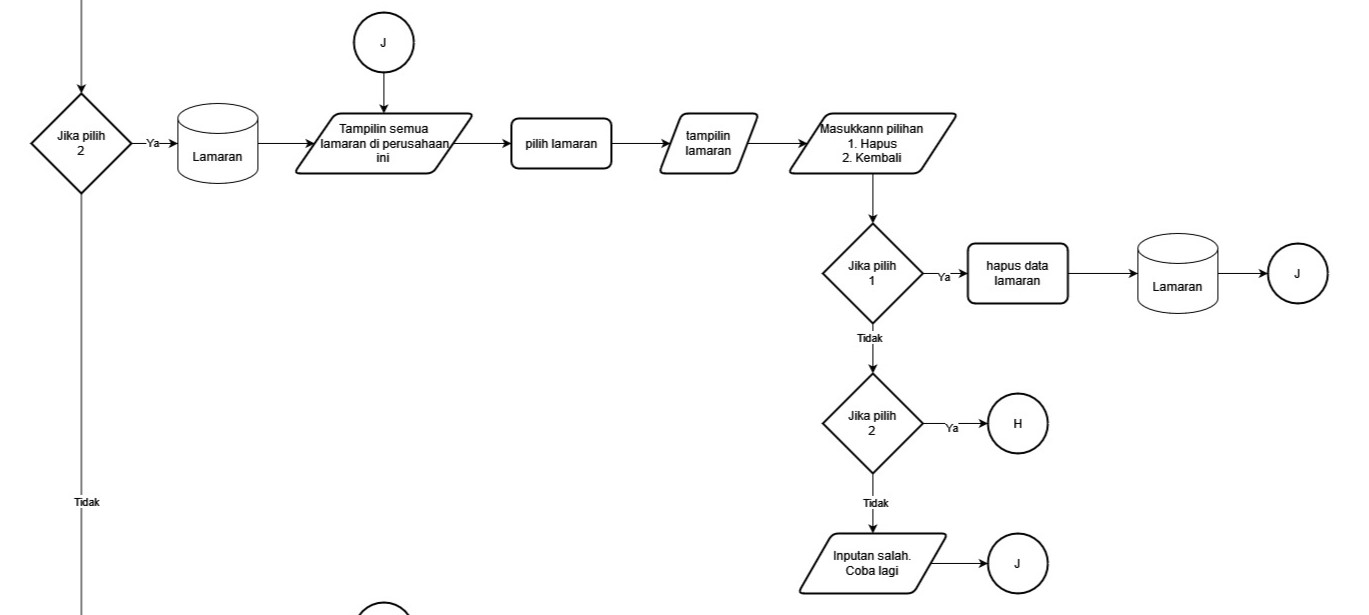 J
Jika pilih
2
Ya
Lamaran
Tampilin semua
lamaran di perusahaan
ini
pilih lamaran
tampilin
lamaran
Masukkann pilihan
1. Hapus
2. Kembali
Jika pilih
1
Ya
hapus data
lamaran
Lamaran
J
Tidak
Jika pilih
2
Ya
H
Tidak
Tidak
Inputan salah.
Coba lagi
J